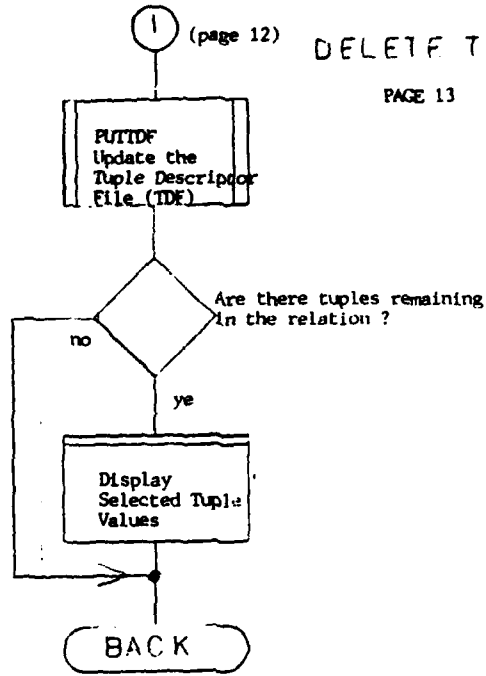 1 (page 12)
DELETE T
PAGE 13
PUTTDF
Update the
Tuple Descriptor
File (TDF)
Are there tuples remaining
in the relation ?
no
ye
Display
Selected Tuple
Values
BACK